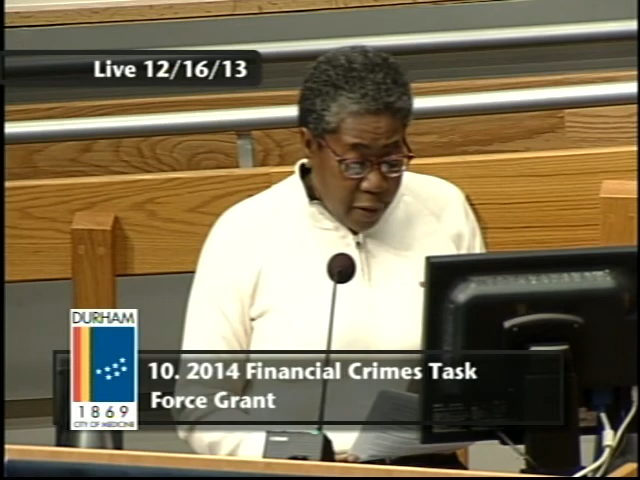 Live 12/16/13
DURHAM
1869
CITY OF MEDICINE
10. 2014 Financial Crimes Task
Force Grant